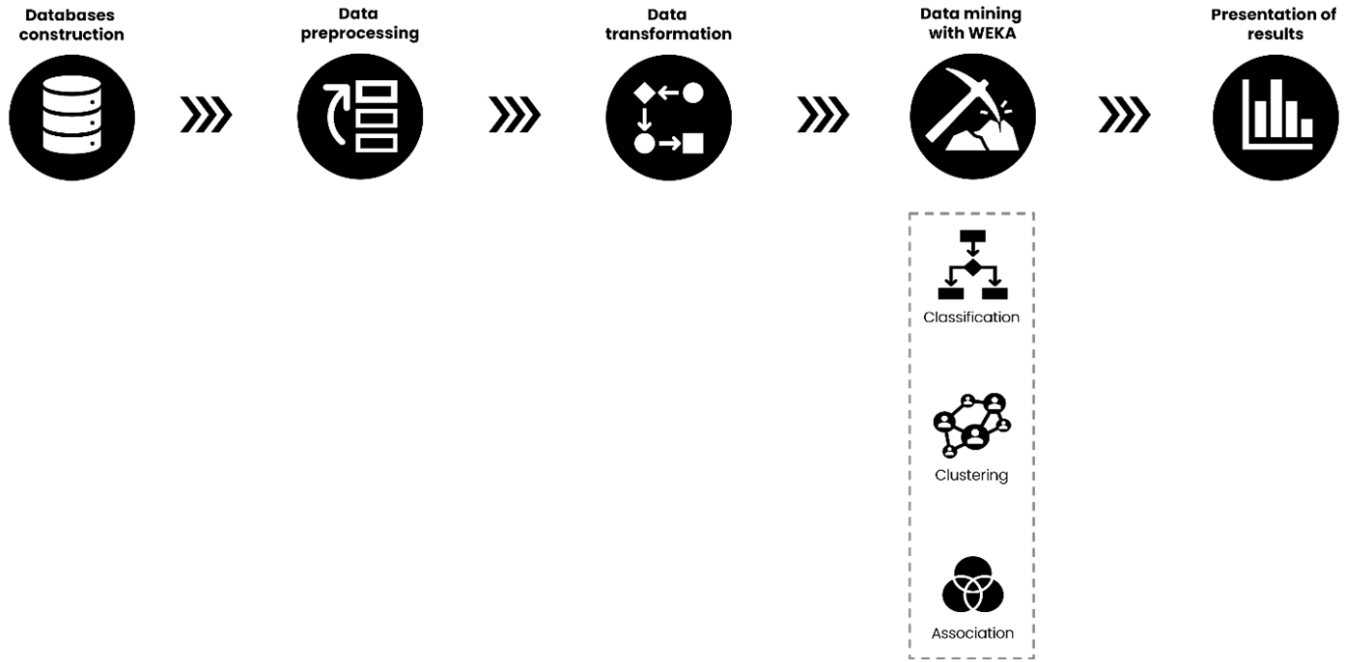 Databases
construction
Data
preprocessing
Data
transformation
Data mining
with WEKA
Presentation of
results
Classification
Clustering
Association